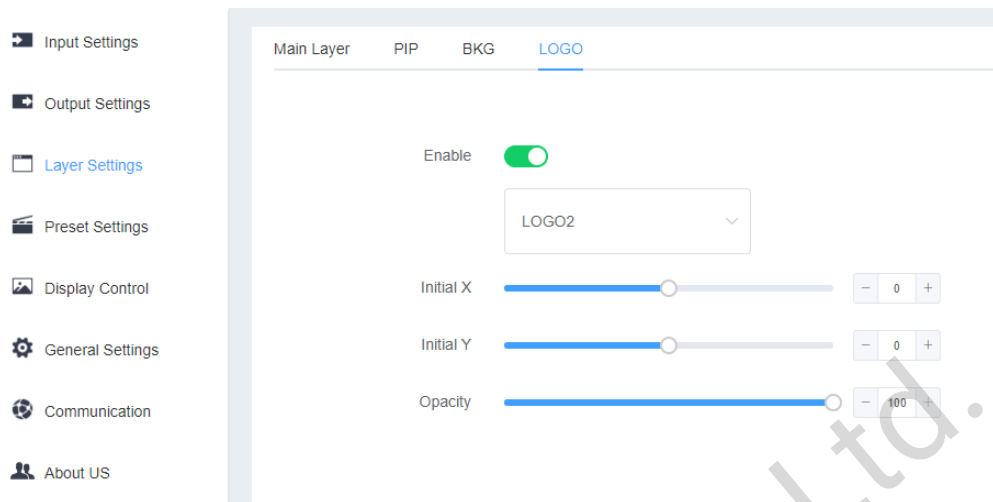 Input Settings
Output Settings
Layer Settings
Preset Settings
Display Control
General Settings
Communication
About US
Main Layer PIP BKG LOGO
Enable
LOGO2
Initial X − 0 +
Initial Y − 0 +
Opacity − 100 +
Ltd.